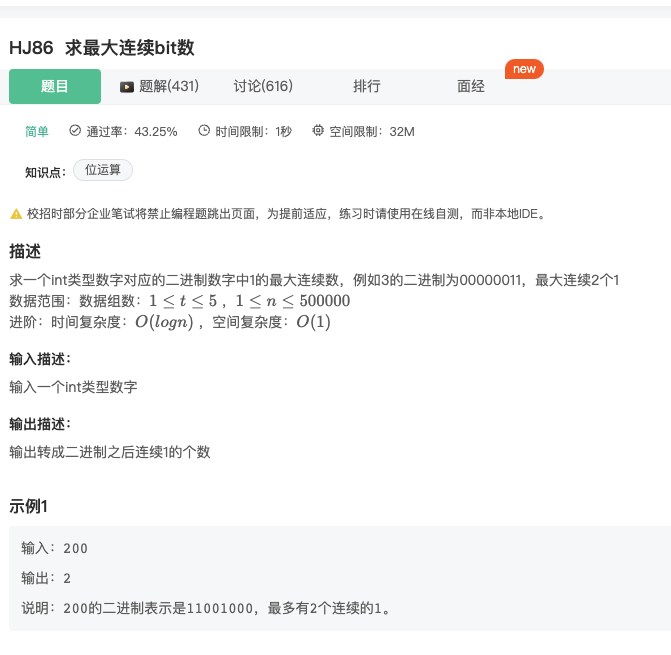 HJ86 求最大连续bit数
题目 题解(431) 讨论(616) 排行 面经 new
简单 通过率：43.25% 时间限制：1秒 空间限制：32M
知识点： 位运算
校招时部分企业笔试将禁止编程题跳出页面，为提前适应，练习时请使用在线自测，而非本地IDE。
描述
求一个int类型数字对应的二进制数字中1的最大连续数，例如3的二进制为00000011，最大连续2个1
数据范围：数据组数：1 ≤ t ≤ 5，1 ≤ n ≤ 500000
进阶：时间复杂度：O(logn)，空间复杂度：O(1)
输入描述：
输入一个int类型数字
输出描述：
输出转成二进制之后连续1的个数
示例1
输入：200
输出：2
说明：200的二进制表示是11001000，最多有2个连续的1。